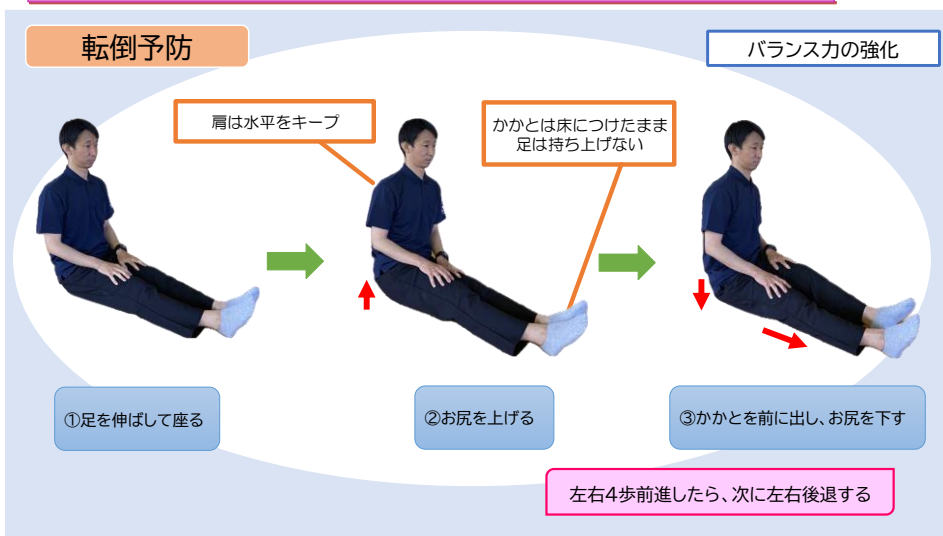 転倒予防
バランス力の強化
肩は水平をキープ
かかとは床につけたまま
足は持ち上げない
①足を伸ばして座る
②お尻を上げる
③かかとを前に出し、お尻を下す
左右4歩前進したら、次に左右後退する